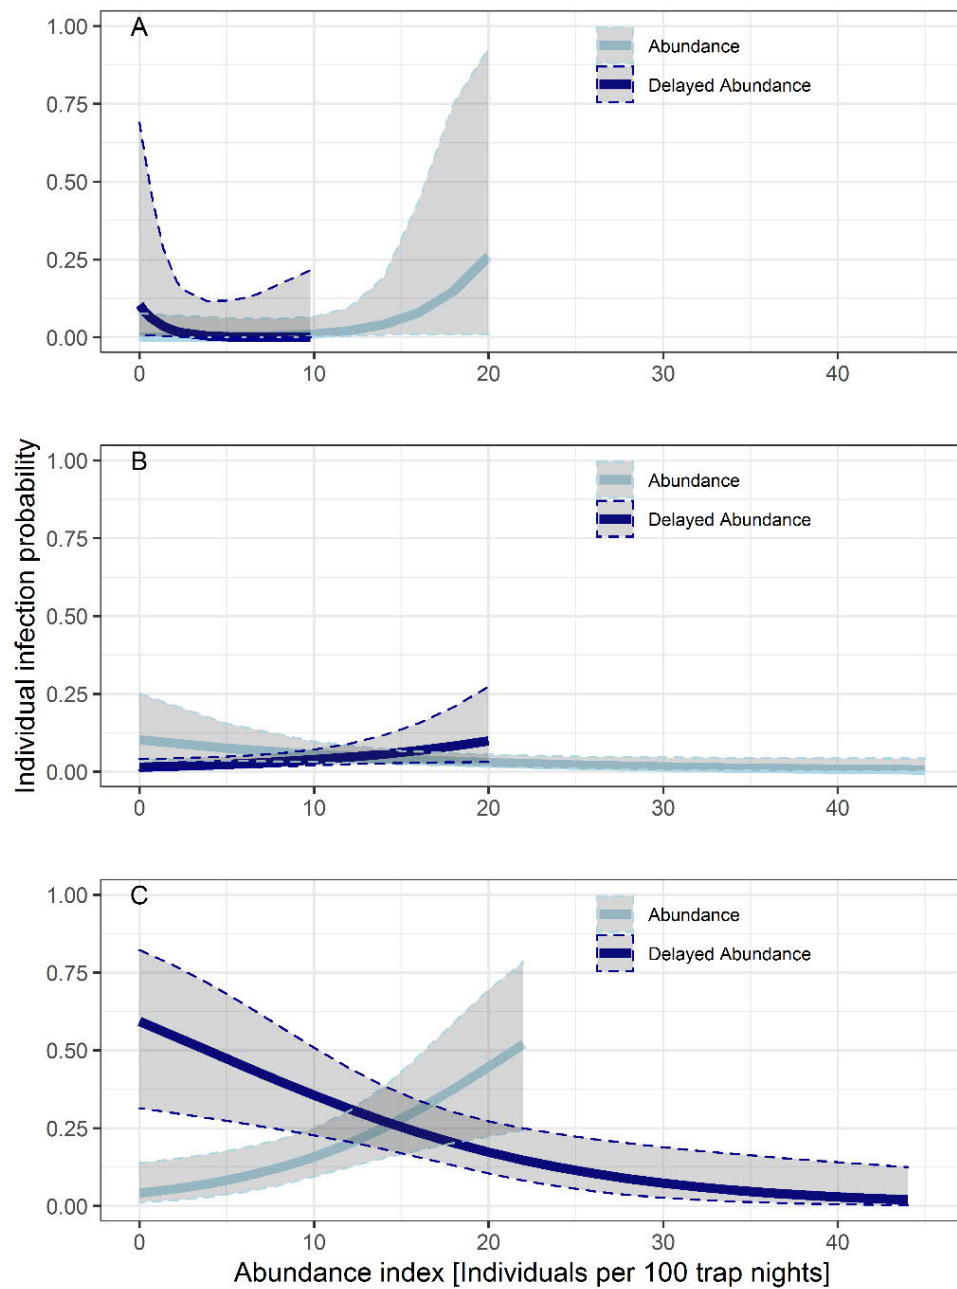 A
Abundance
Delayed Abundance
1.00
0.75
0.50
0.25
0.00
0
10
20
30
40
Individual infection probability
B
Abundance
Delayed Abundance
1.00
0.75
0.50
0.25
0.00
0
10
20
30
40
C
Abundance
Delayed Abundance
1.00
0.75
0.50
0.25
0.00
0
10
20
30
40
Abundance index [Individuals per 100 trap nights]